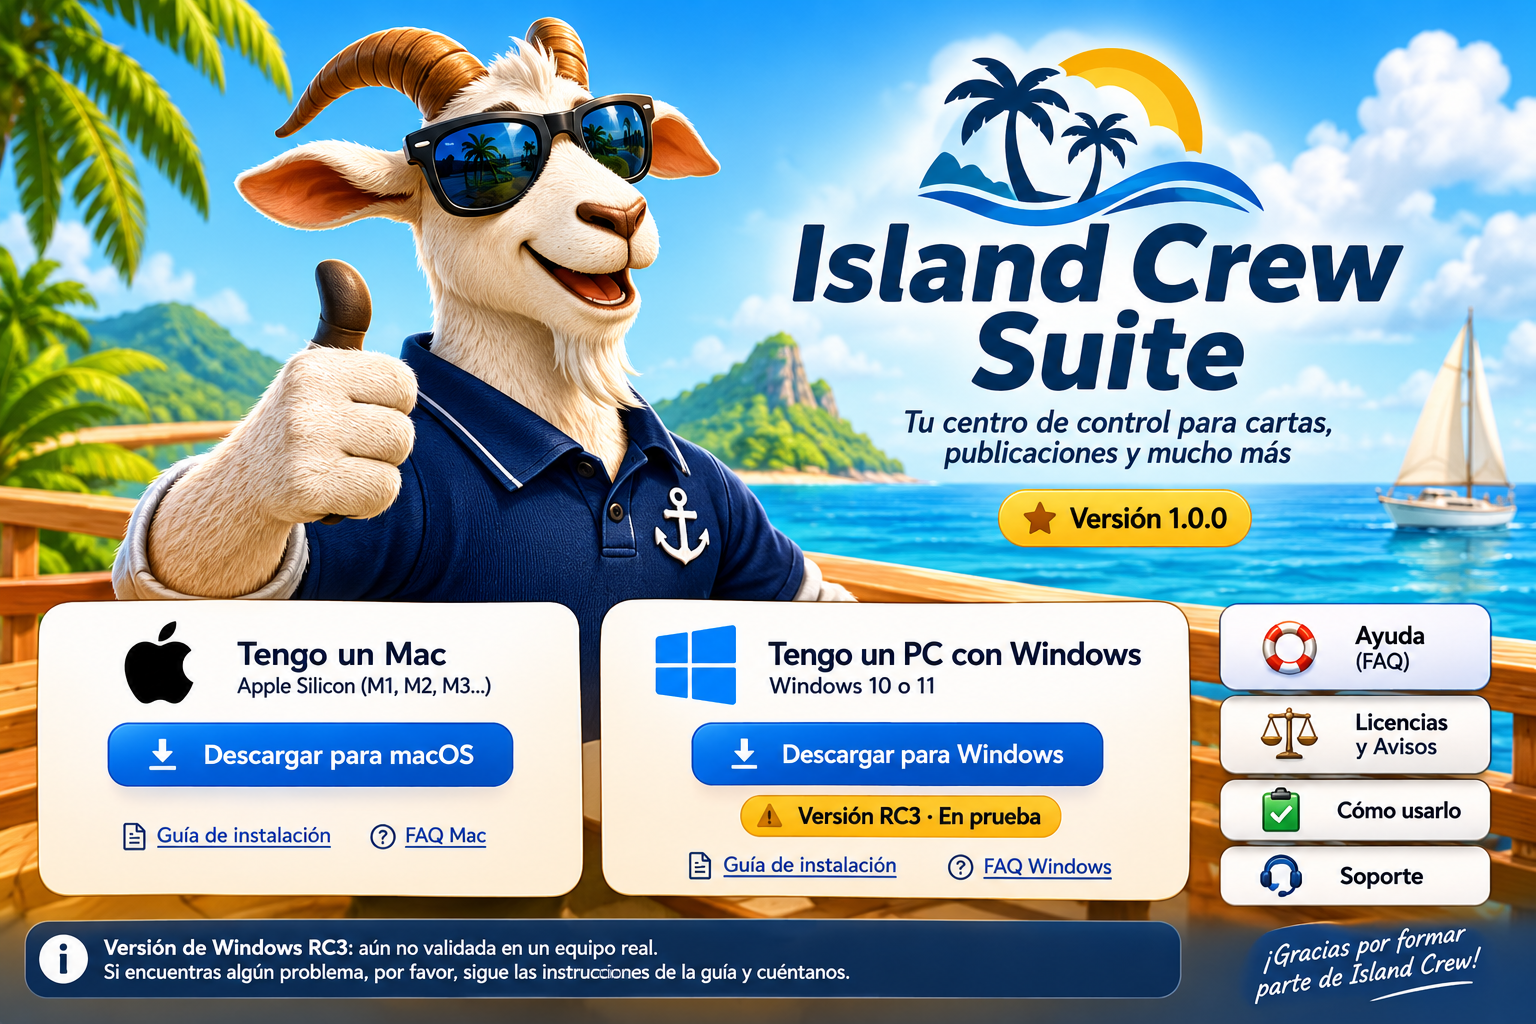 Island Crew
Suite
Tu centro de control para cartas,
publicaciones y mucho más
Versión 1.0.0
Tengo un Mac
Apple Silicon (M1, M2, M3...)
Descargar para macOS
Guía de instalación
FAQ Mac
Tengo un PC con Windows
Windows 10 o 11
Descargar para Windows
Versión RC3 · En prueba
Guía de instalación
FAQ Windows
Ayuda
(FAQ)
Licencias
y Avisos
Cómo usarlo
Soporte
Versión de Windows RC3: aún no validada en un equipo real.
Si encuentras algún problema, por favor, sigue las instrucciones de la guía y cuéntanos.
¡Gracias por formar
parte de Island Crew!